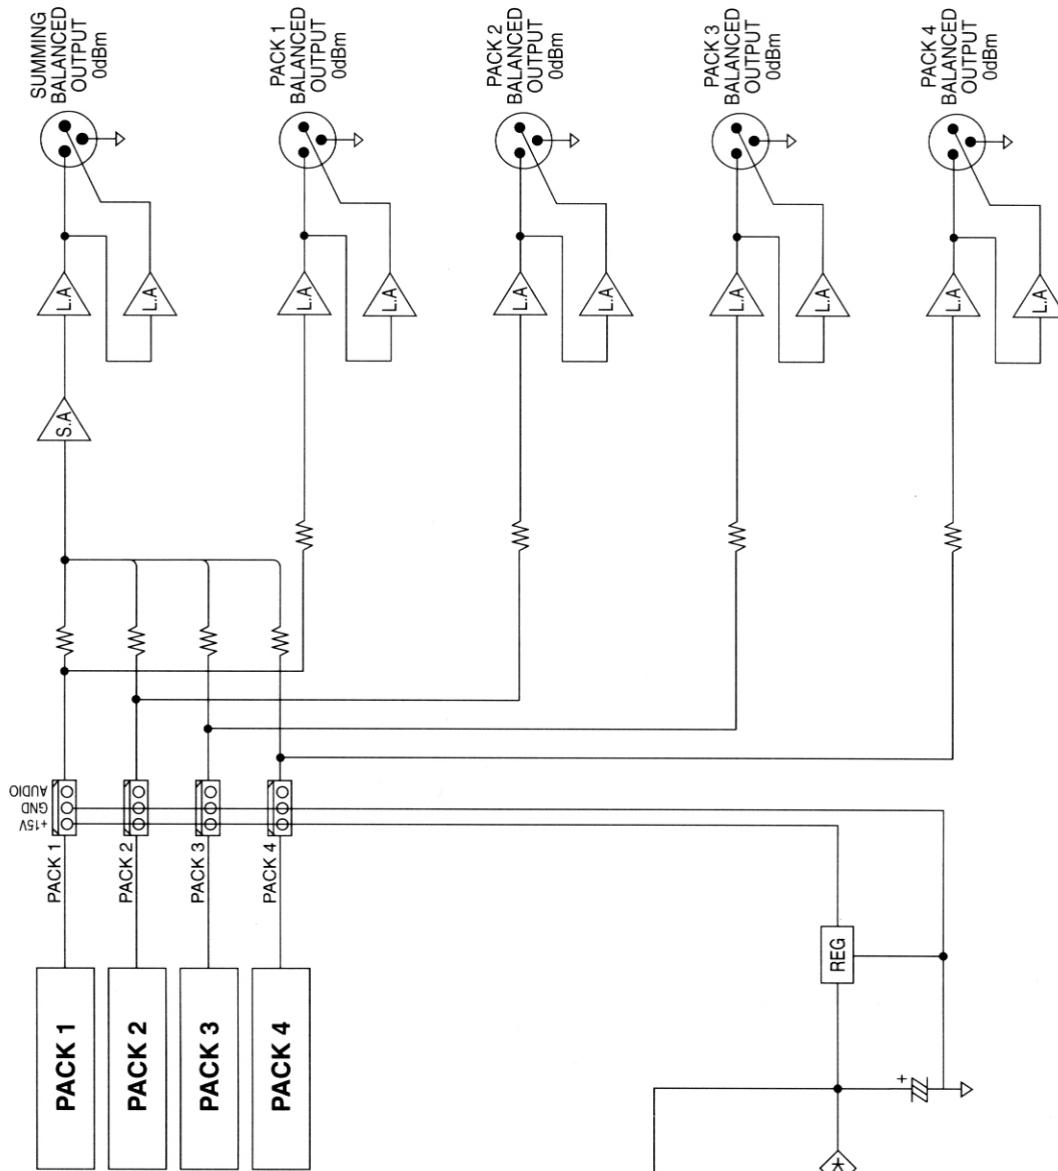 SUMMING
BALANCED
OUTPUT
0dBm
PACK 1
BALANCED
OUTPUT
0dBm
PACK 2
BALANCED
OUTPUT
0dBm
PACK 3
BALANCED
OUTPUT
0dBm
PACK 4
BALANCED
OUTPUT
0dBm
L.A
L.A
L.A
L.A
L.A
L.A
L.A
L.A
L.A
L.A
S.A
AUDIO
GND
+15V
PACK 1
PACK 2
PACK 3
PACK 4
REG
PACK 1
PACK 2
PACK 3
PACK 4
+